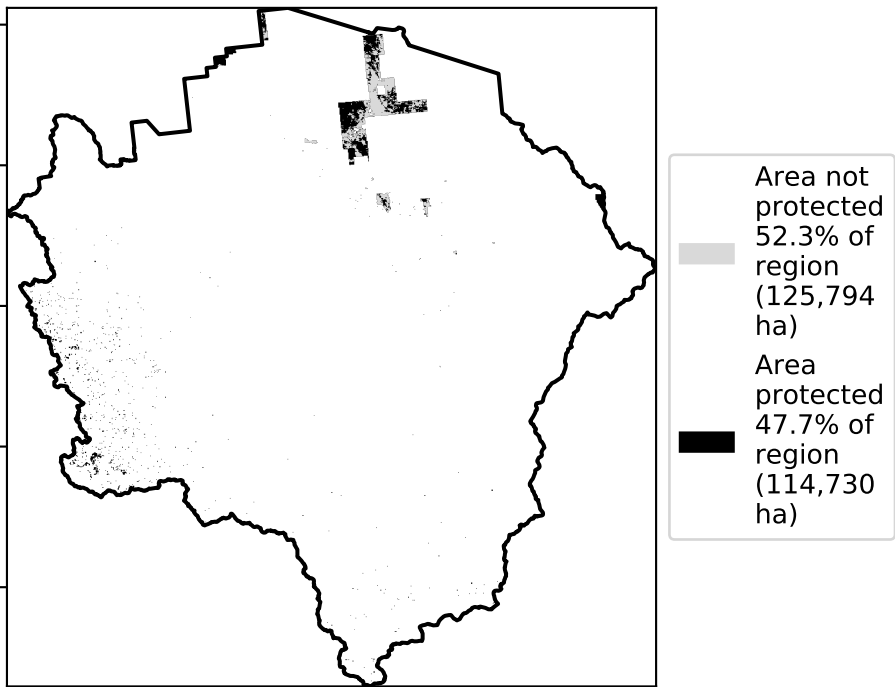 Area not
protected
52.3% of
region
(125,794
ha)
Area
protected
47.7% of
region
(114,730
ha)